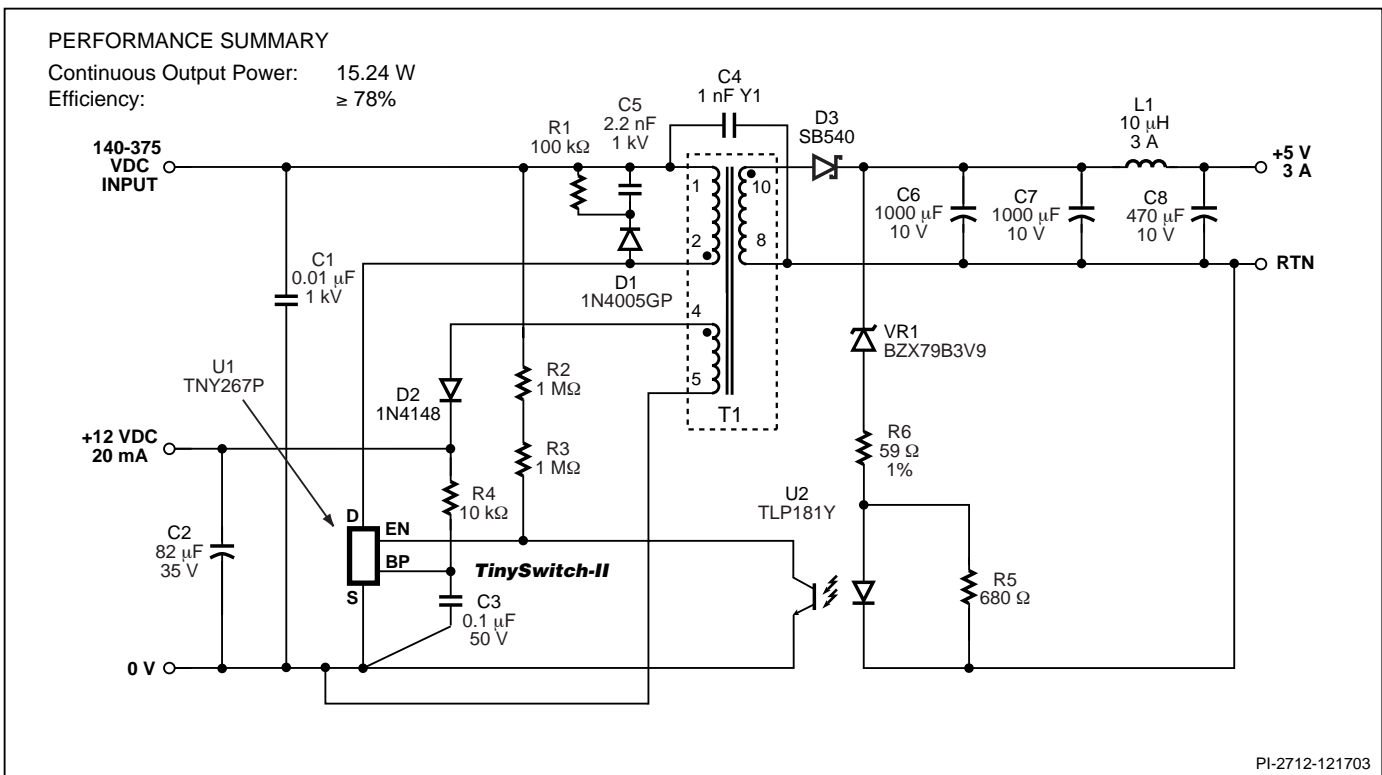 PERFORMANCE SUMMARY
Continuous Output Power: 15.24 W
Efficiency: ≥ 78%
C4
1 nF Y1
C5
2.2 nF
1 kV
R1
100 kΩ
D3
SB540
L1
10 µH
3 A
140-375
VDC
INPUT
+5 V
3 A
1
10
2
8
C6
1000 µF
10 V
C7
1000 µF
10 V
C8
470 µF
10 V
C1
0.01 µF
1 kV
D1
1N4005GP
RTN
4
5
T1
VR1
BZX79B3V9
U1
TNY267P
D2
1N4148
R2
1 MΩ
+12 VDC
20 mA
R3
1 MΩ
R6
59 Ω
1%
R4
10 kΩ
U2
TLP181Y
D
EN
BP
S
TinySwitch-II
C2
82 µF
35 V
C3
0.1 µF
50 V
R5
680 Ω
0 V
PI-2712-121703